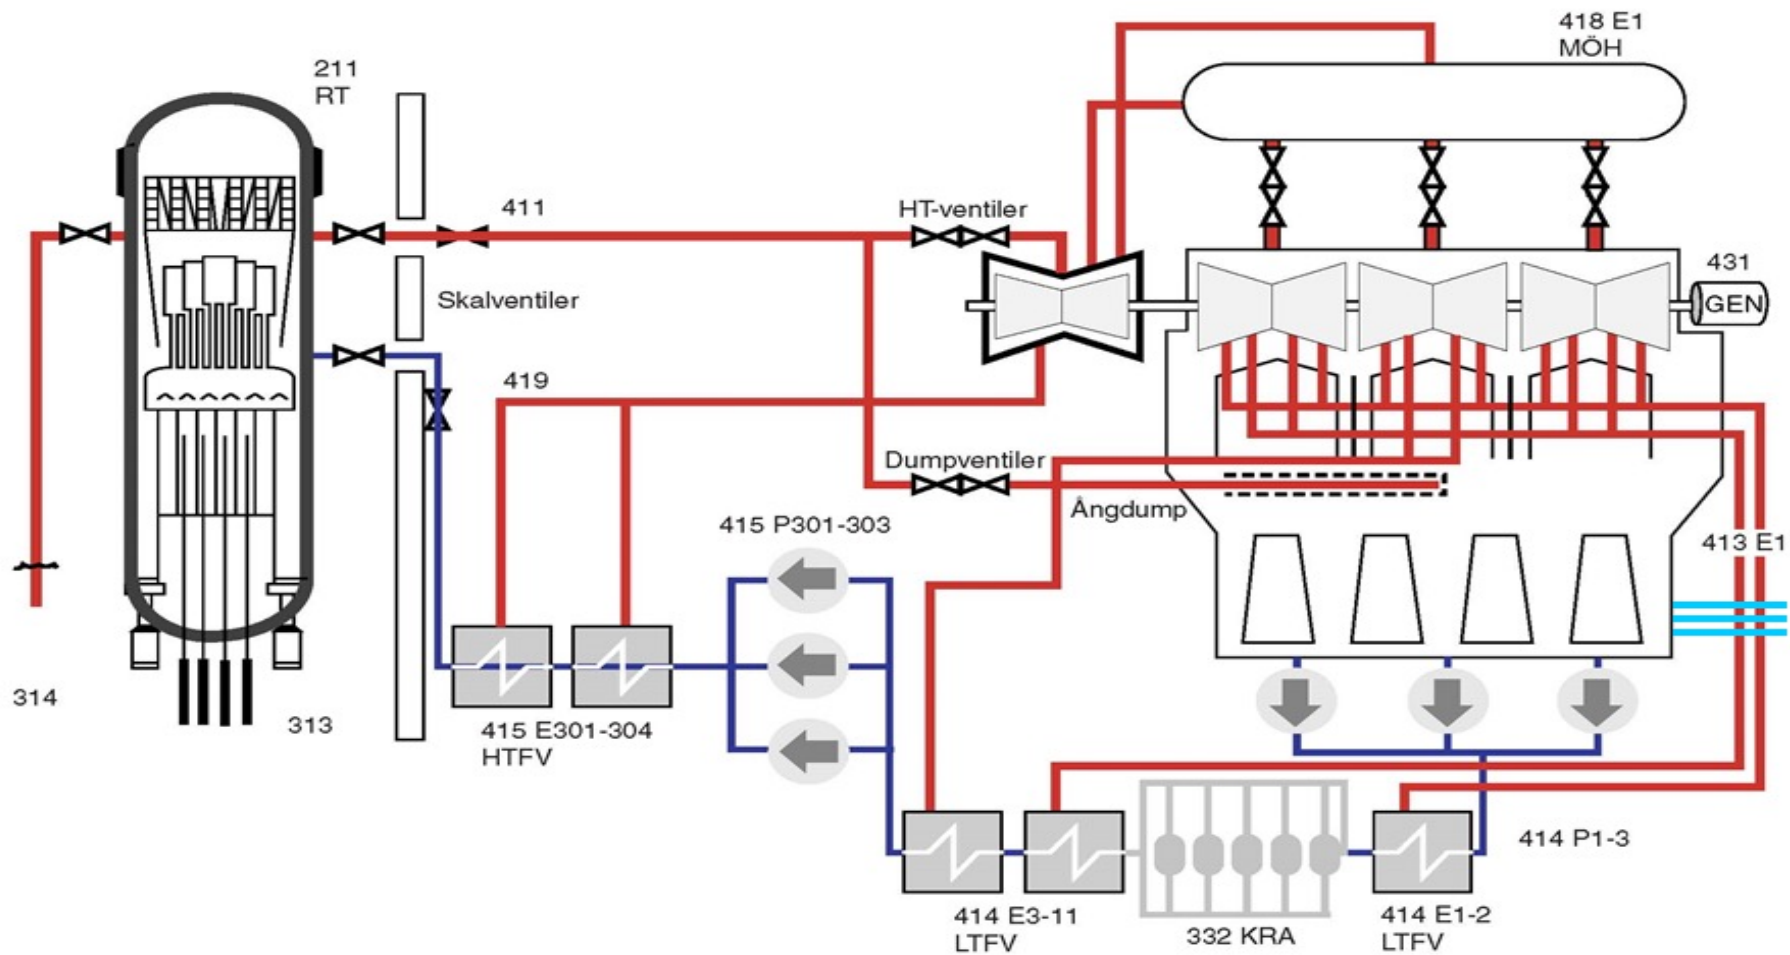 418 E1
MÖH
211
RT
411
HT-ventiler
431
GEN
Skalventiler
419
Dumpventiler
Ångdump
415 P301-303
413 E1
314
313
415 E301-304
HTFV
414 P1-3
414 E3-11
LTFV
332 KRA
414 E1-2
LTFV